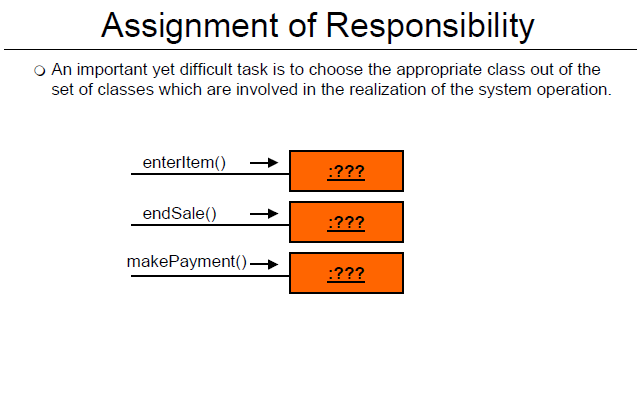 Assignment of Responsibility
An important yet difficult task is to choose the appropriate class out of the
set of classes which are involved in the realization of the system operation.
enterItem()
:???
endSale()
:???
makePayment()
:???